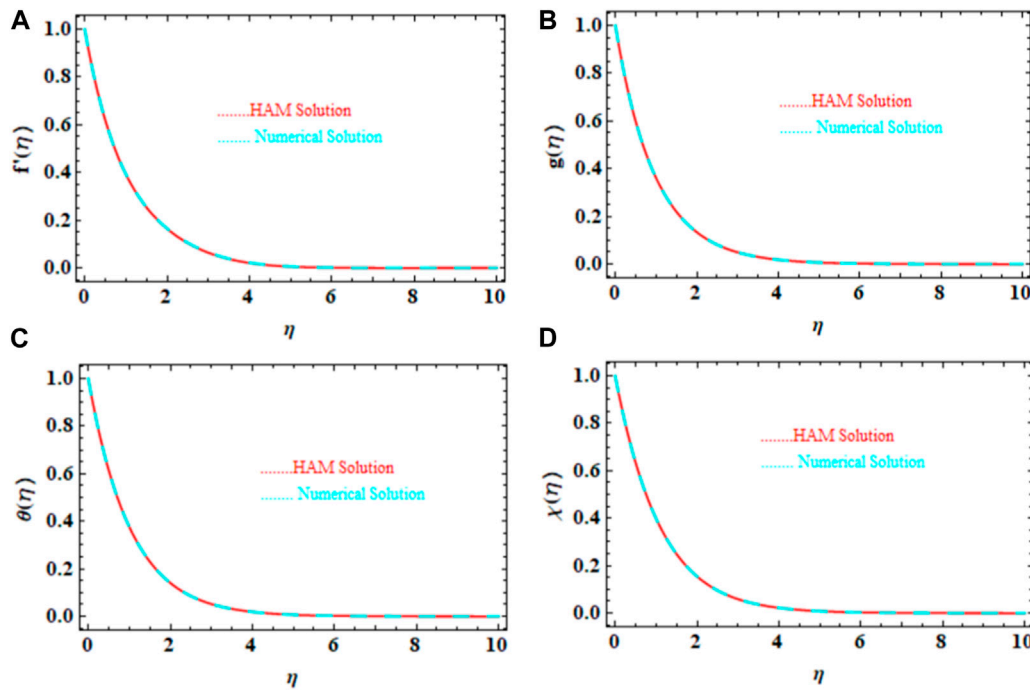 A
1.0
0.8
0.6
0.4
0.2
0.0
f'(η)
......HAM Solution
...... Numerical Solution
0 2 4 6 8 10
η
B
1.0
0.8
0.6
0.4
0.2
0.0
g(η)
......HAM Solution
...... Numerical Solution
0 2 4 6 8 10
η
C
1.0
0.8
0.6
0.4
0.2
0.0
θ(η)
......HAM Solution
...... Numerical Solution
0 2 4 6 8 10
η
D
1.0
0.8
0.6
0.4
0.2
0.0
χ(η)
......HAM Solution
...... Numerical Solution
0 2 4 6 8 10
η